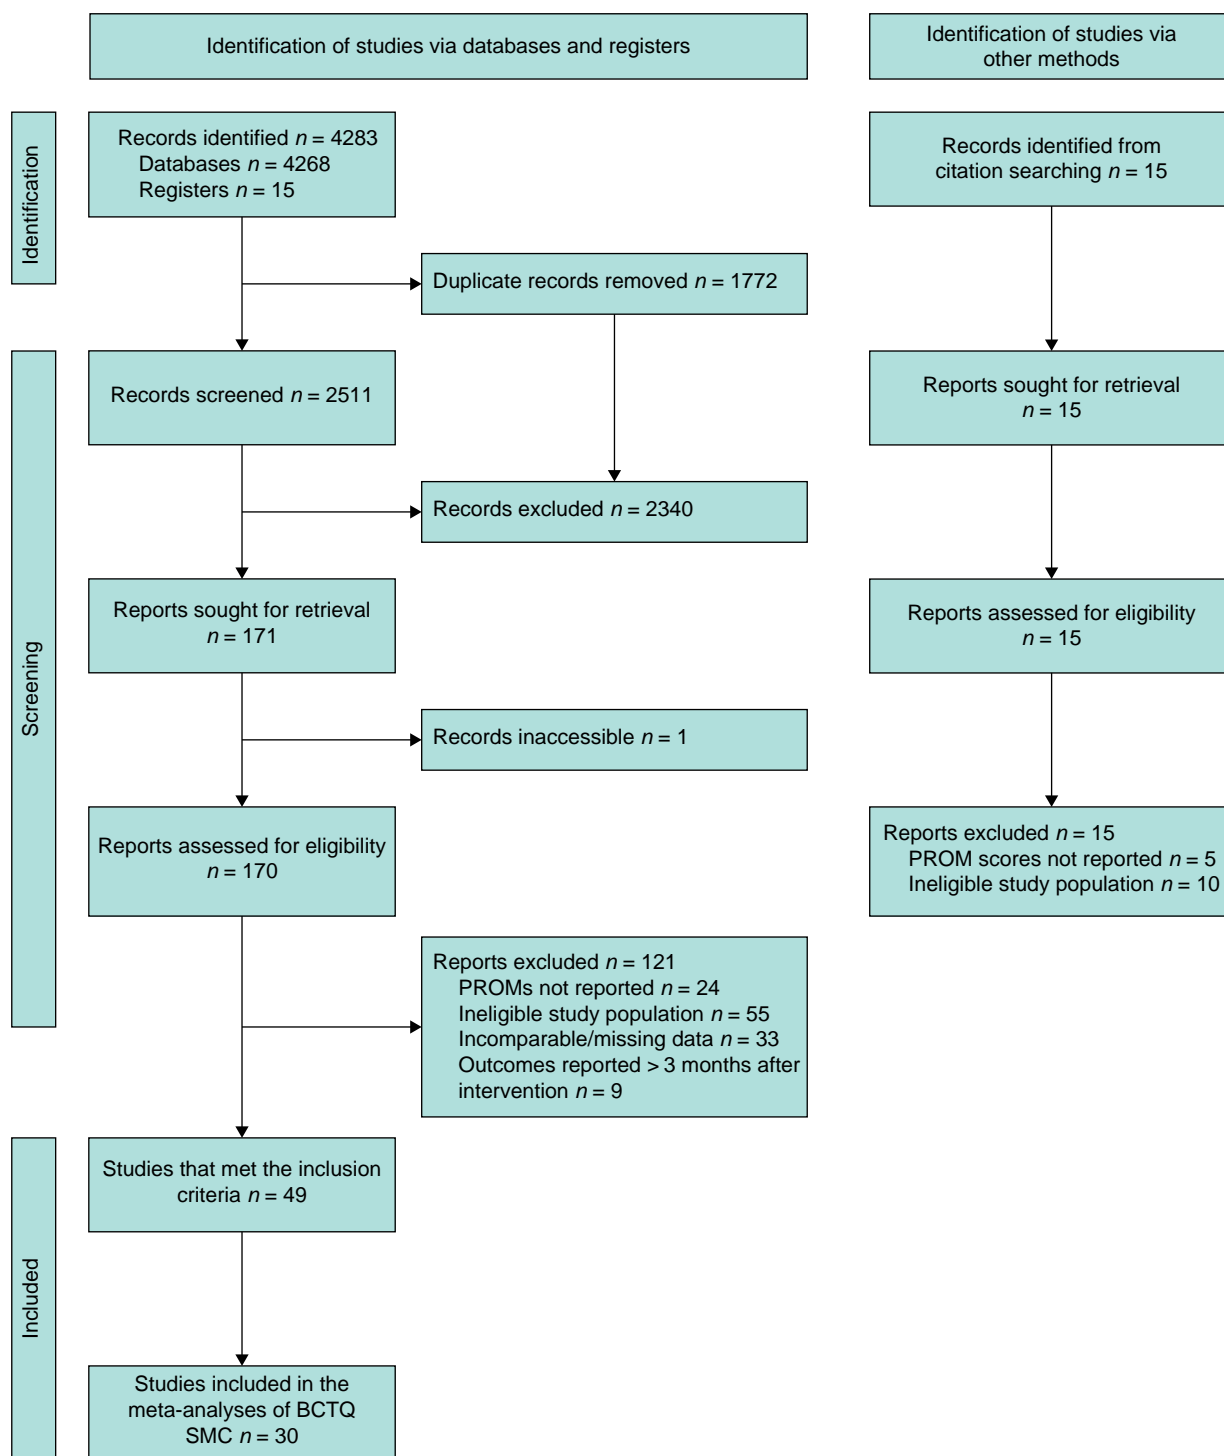 Identification of studies via databases and registers
Identification of studies via
other methods
Identification
Records identified n = 4283
Databases n = 4268
Registers n = 15
Records identified from
citation searching n = 15
Duplicate records removed n = 1772
Screening
Records screened n = 2511
Reports sought for retrieval
n = 15
Records excluded n = 2340
Reports sought for retrieval
n = 171
Reports assessed for eligibility
n = 15
Records inaccessible n = 1
Reports assessed for eligibility
n = 170
Reports excluded n = 15
PROM scores not reported n = 5
Ineligible study population n = 10
Reports excluded n = 121
PROMs not reported n = 24
Ineligible study population n = 55
Incomparable/missing data n = 33
Outcomes reported > 3 months after
intervention n = 9
Included
Studies that met the inclusion
criteria n = 49
Studies included in the
meta-analyses of BCTQ
SMC n = 30